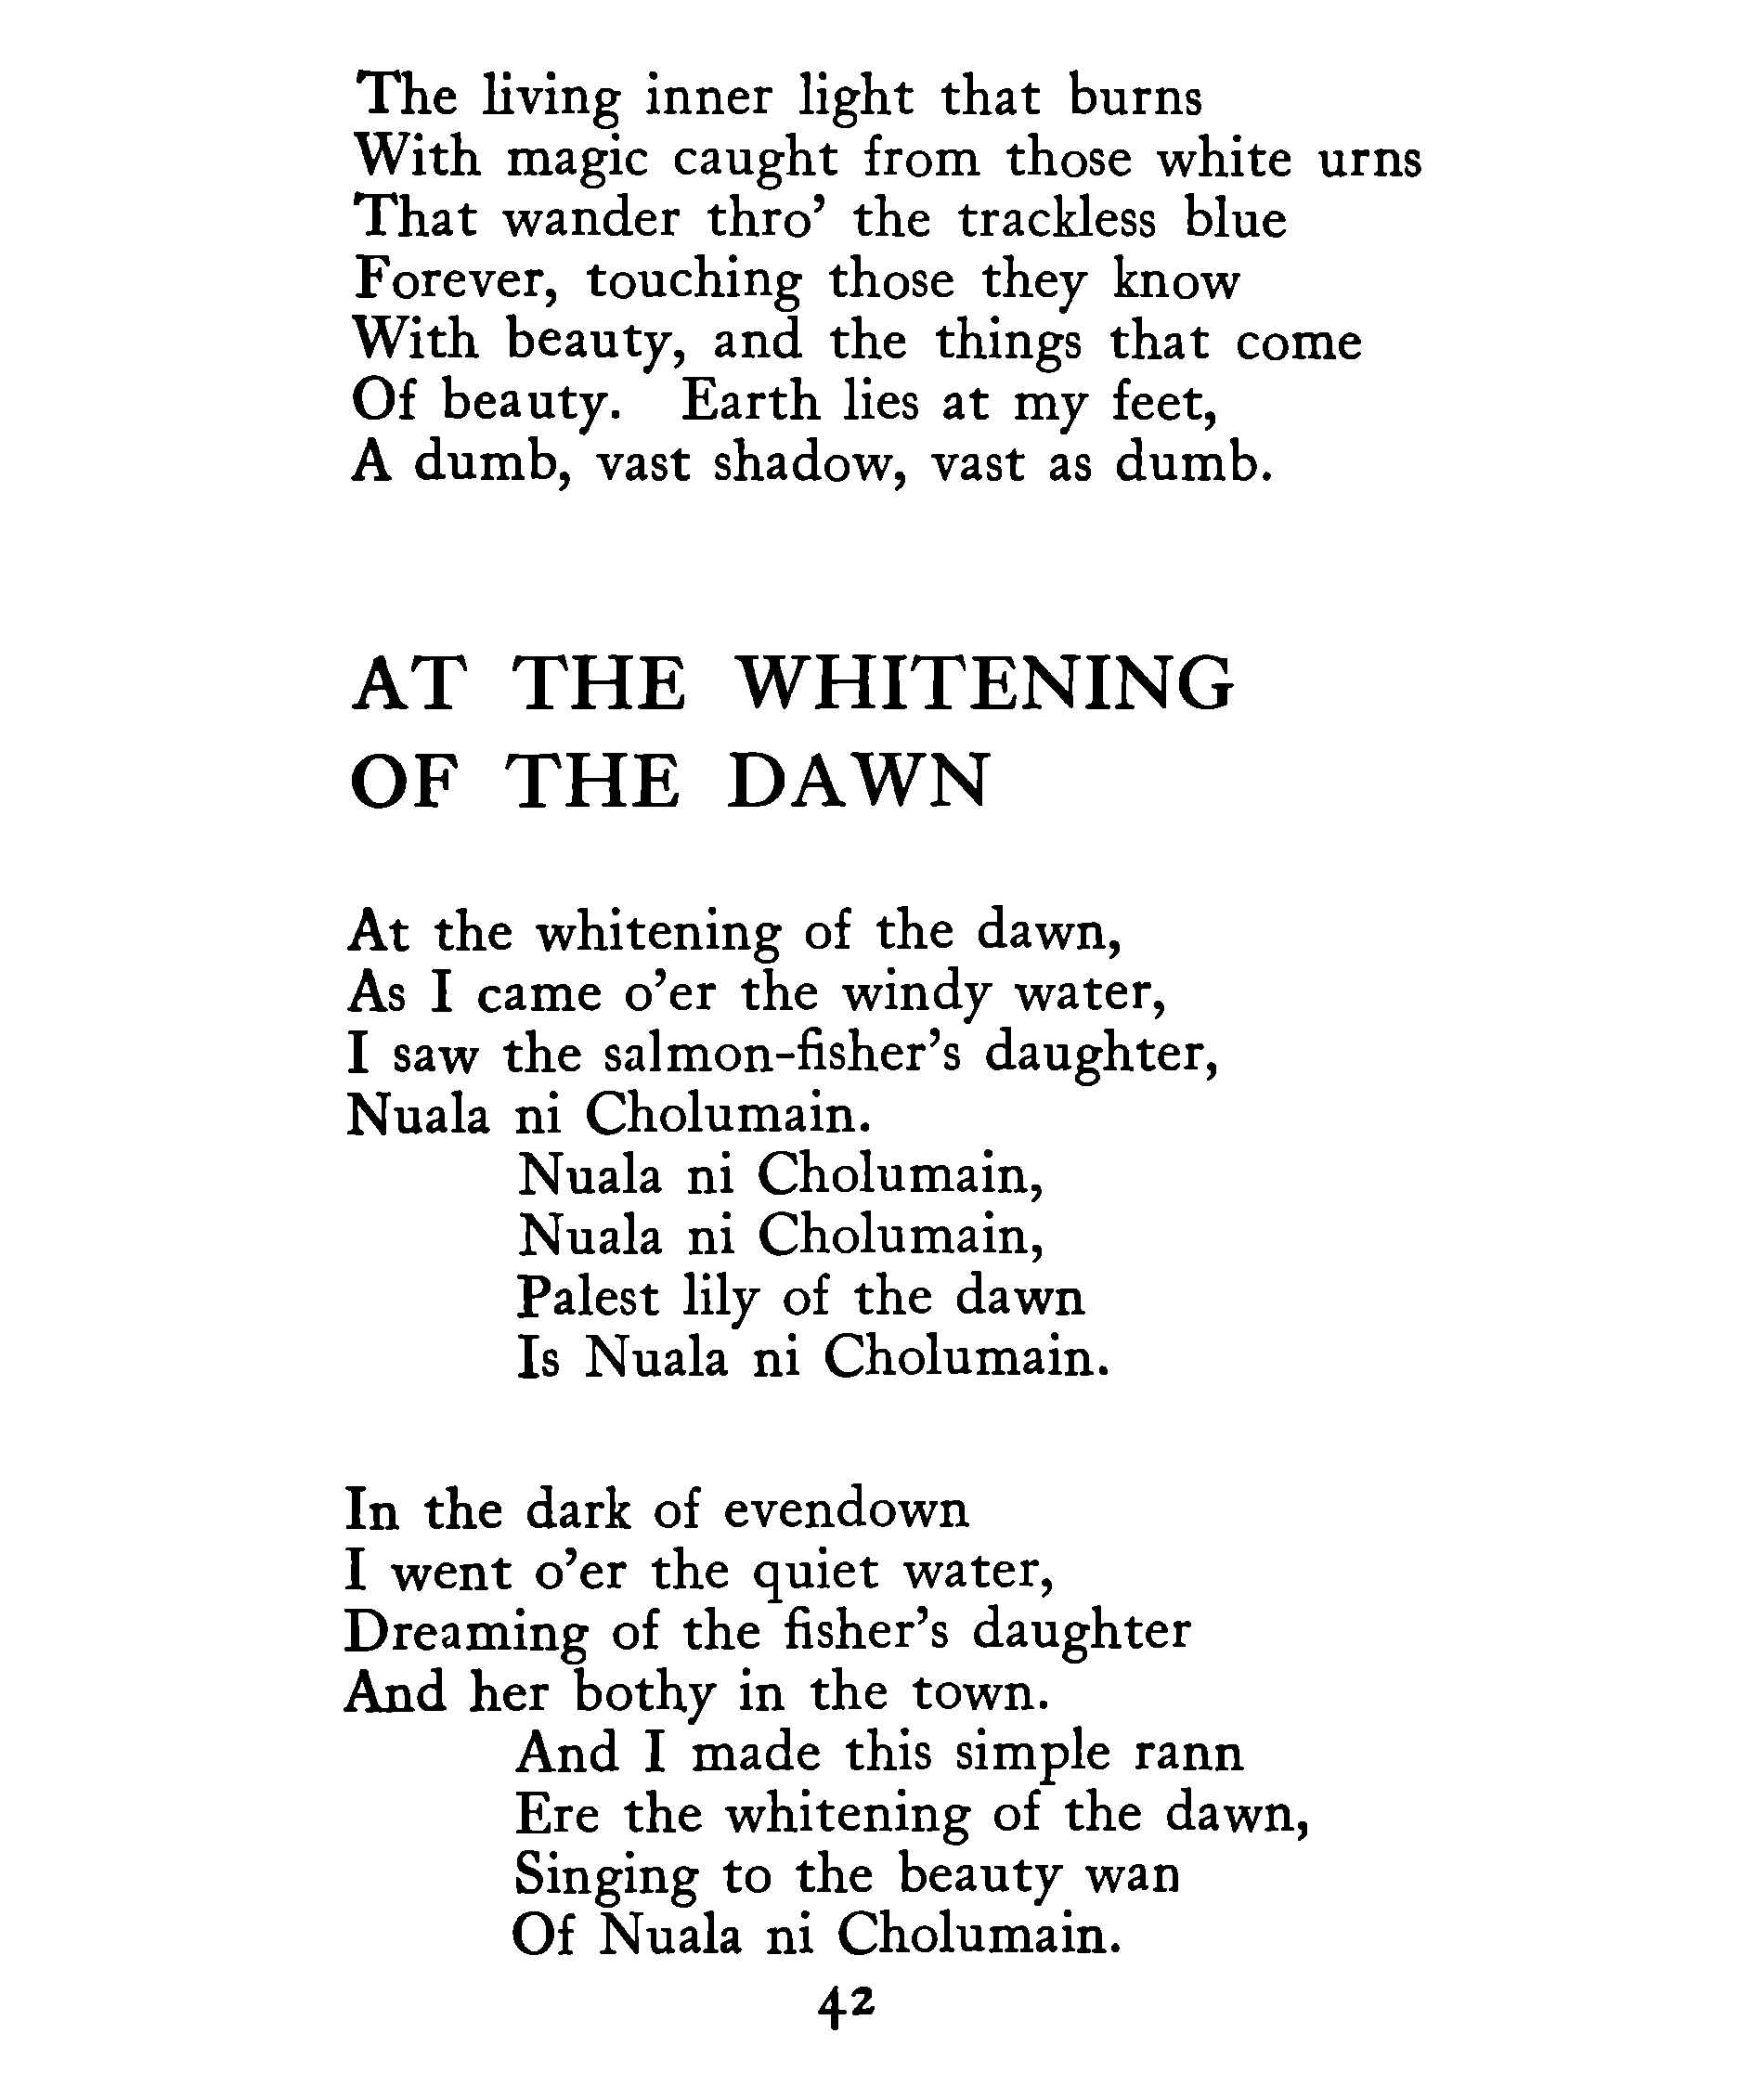 The living inner light that burns
With magic caught from those white urns
That wander thro’ the trackless blue
Forever, touching those they know
With beauty, and the things that come
Of beauty. Earth lies at my feet,
A dumb, vast shadow, vast as dumb.
AT THE WHITENING
OF THE DAWN
At the whitening of the dawn,
As I came o’er the windy water,
I saw the salmon-fisher’s daughter,
Nuala ni Cholumain.
Nuala ni Cholumain,
Nuala ni Cholumain,
Palest lily of the dawn
Is Nuala ni Cholumain.
In the dark of evendown
I went o’er the quiet water,
Dreaming of the fisher’s daughter
And her bothy in the town.
And I made this simple rann
Ere the whitening of the dawn,
Singing to the beauty wan
Of Nuala ni Cholumain.
42